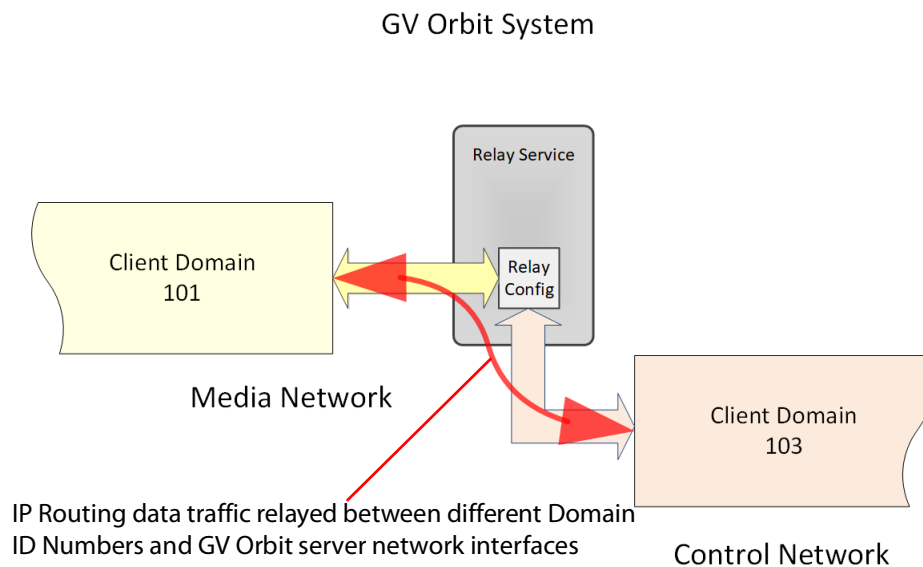 GV Orbit System
Relay Service
Client Domain
101
Relay
Config
Media Network
Client Domain
103
IP Routing data traffic relayed between different Domain
ID Numbers and GV Orbit server network interfaces
Control Network